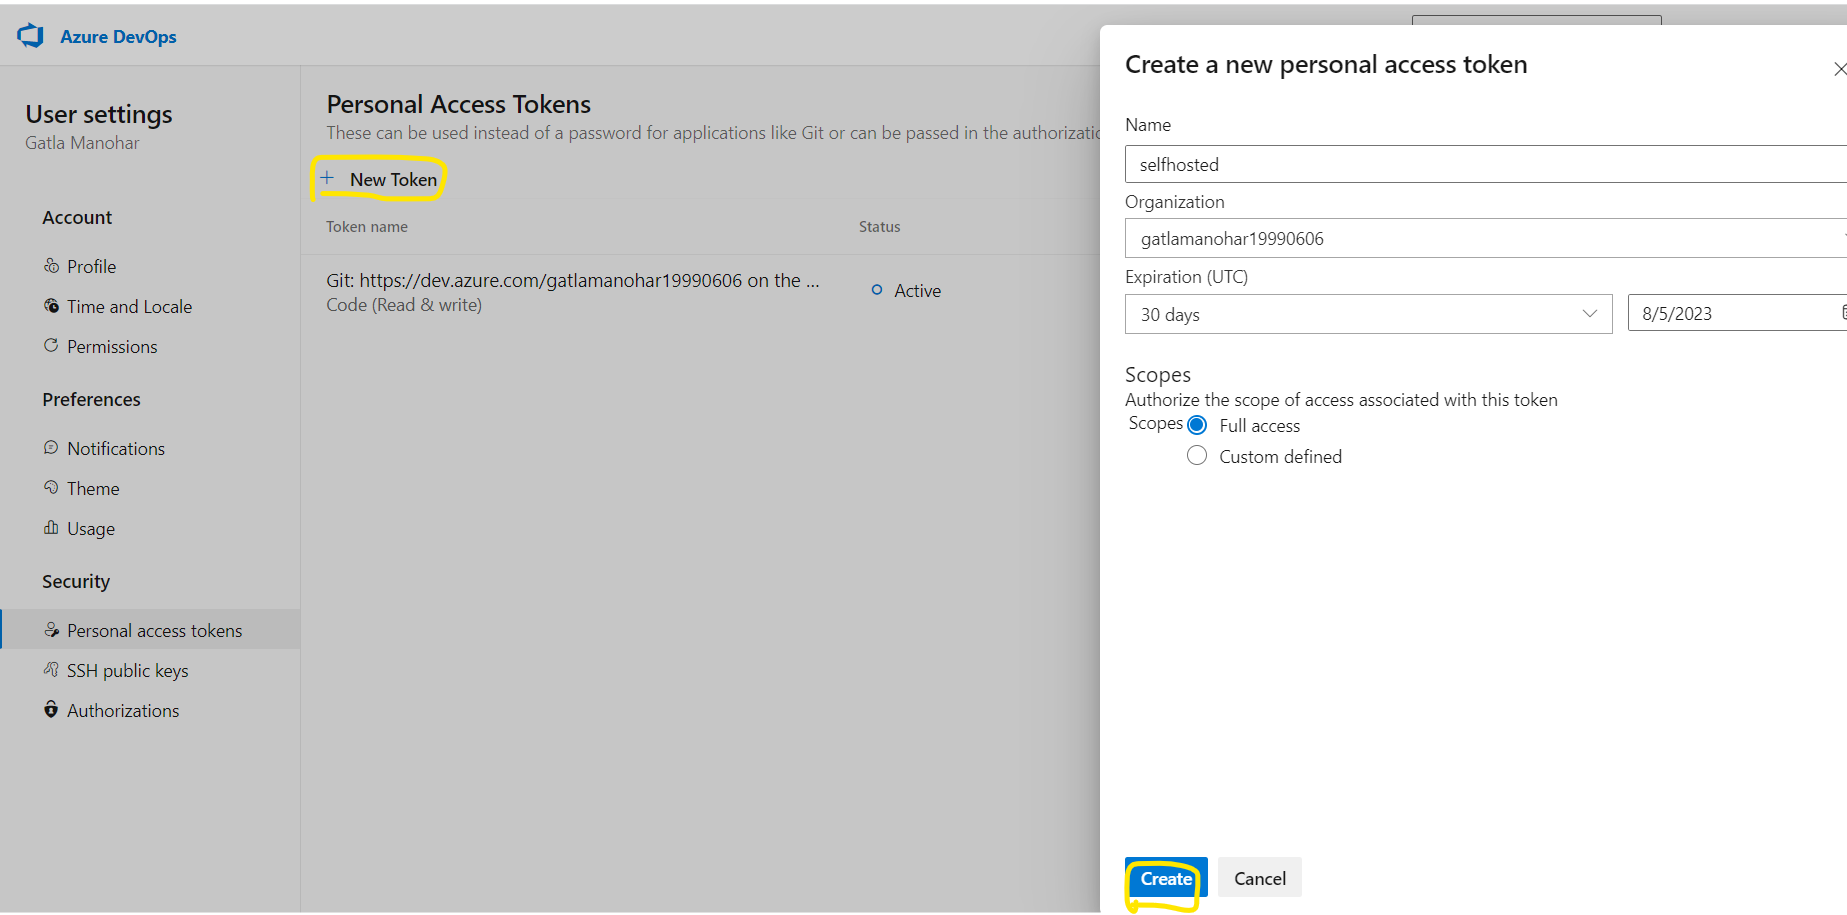 Azure DevOps
User settings
Gatla Manohar
Account
Profile
Time and Locale
Permissions
Preferences
Notifications
Theme
Usage
Security
Personal access tokens
SSH public keys
Authorizations
Personal Access Tokens
These can be used instead of a password for applications like Git or can be passed in the authorizatic
+ New Token
Token name Status
Git: https://dev.azure.com/gatlamanohar19990606 on the ... Active
Code (Read & write)
Create a new personal access token
Name
selfhosted
Organization
gatlamanohar19990606
Expiration (UTC)
30 days 8/5/2023
Scopes
Authorize the scope of access associated with this token
Scopes Full access
Custom defined
Create Cancel